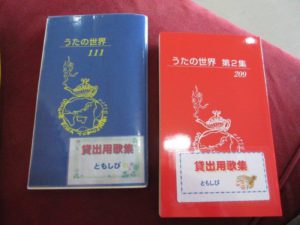 うたの世界
111
貸出用歌集
ともしび
うたの世界 第2集
209
貸出用歌集
ともしび